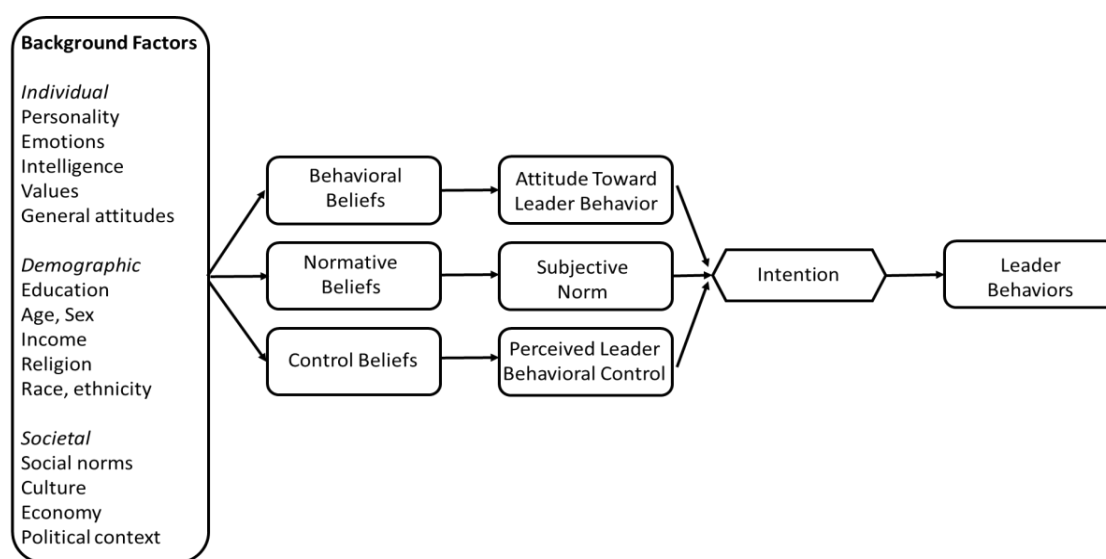 Background Factors
Individual
Personality
Emotions
Intelligence
Values
General attitudes
Demographic
Education
Age, Sex
Income
Religion
Race, ethnicity
Societal
Social norms
Culture
Economy
Political context
Behavioral
Beliefs
Normative
Beliefs
Control Beliefs
Attitude Toward
Leader Behavior
Subjective
Norm
Perceived Leader
Behavioral Control
Intention
Leader
Behaviors